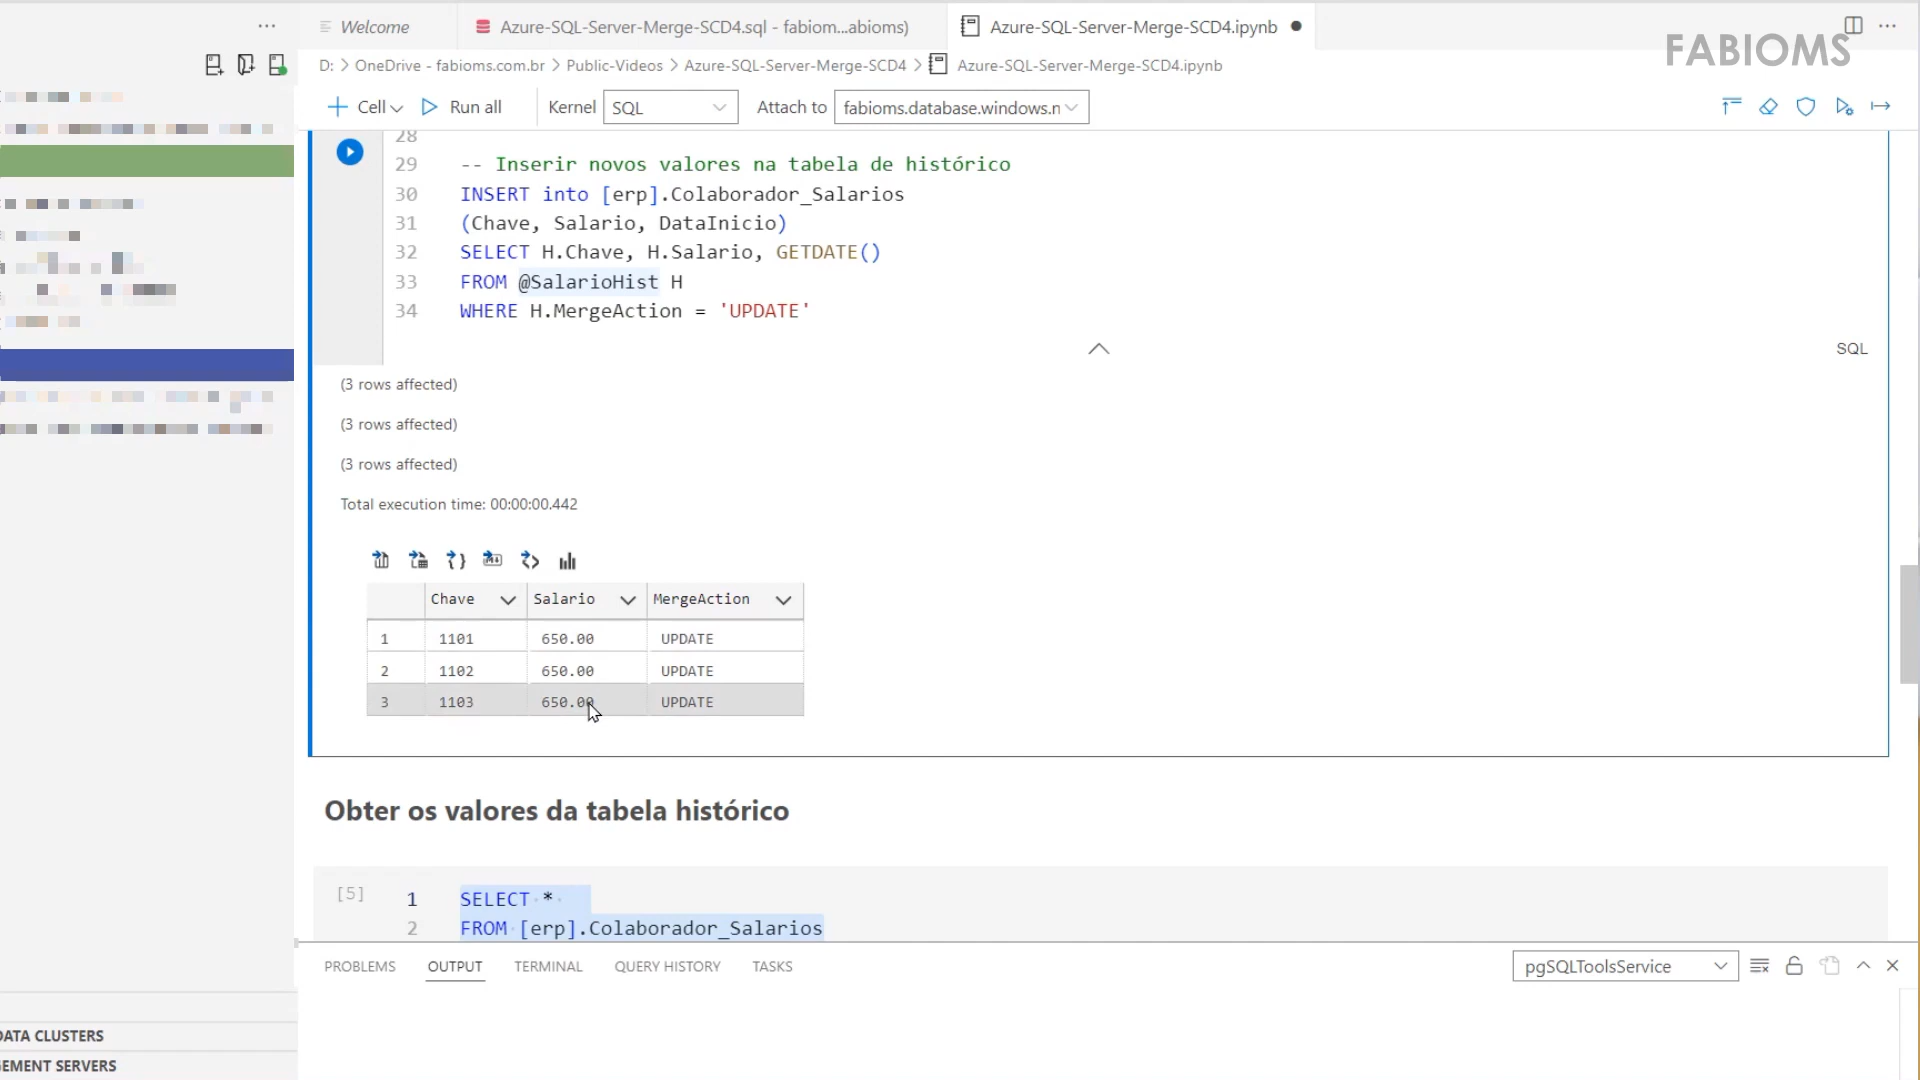 Welcome
Azure-SQL-Server-Merge-SCD4.sql - fabiom...abioms)
Azure-SQL-Server-Merge-SCD4.ipynb
FABIOMS
D: > OneDrive - fabioms.com.br > Public-Videos > Azure-SQL-Server-Merge-SCD4 > Azure-SQL-Server-Merge-SCD4.ipynb
Cell
Run all
Kernel
SQL
Attach to
fabioms.database.windows.n
28
29 -- Inserir novos valores na tabela de histórico
30 INSERT into [erp].Colaborador_Salarios
31 (Chave, Salario, DataInicio)
32 SELECT H.Chave, H.Salario, GETDATE()
33 FROM @SalarioHist H
34 WHERE H.MergeAction = 'UPDATE'
SQL
(3 rows affected)
(3 rows affected)
(3 rows affected)
Total execution time: 00:00:00.442
Chave Salario MergeAction
1 1101 650.00 UPDATE
2 1102 650.00 UPDATE
3 1103 650.00 UPDATE
Obter os valores da tabela histórico
[5]
1 SELECT *
2 FROM [erp].Colaborador_Salarios
PROBLEMS OUTPUT TERMINAL QUERY HISTORY TASKS
pgSQLToolsService
DATA CLUSTERS
EMENT SERVERS